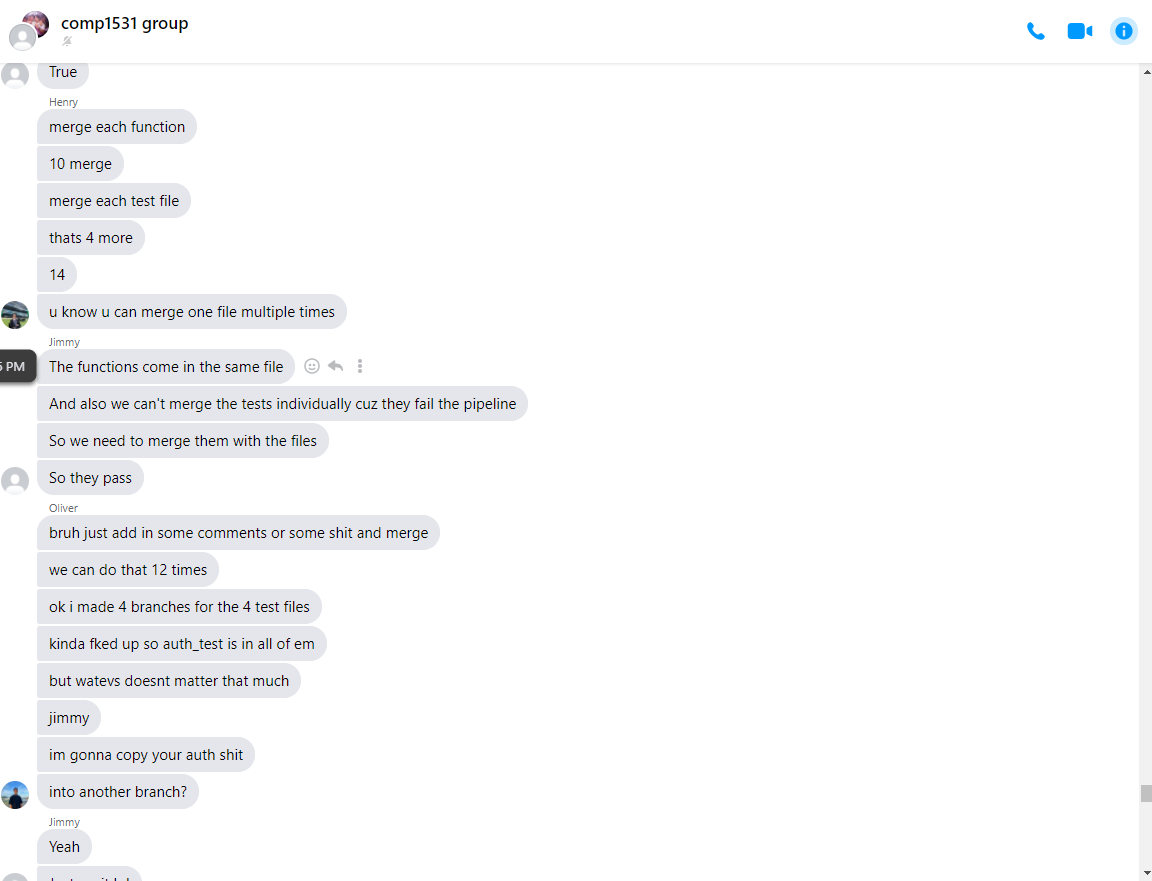 comp1531 group
True
Henry
merge each function
10 merge
merge each test file
thats 4 more
14
u know u can merge one file multiple times
Jimmy
PM
The functions come in the same file
And also we can't merge the tests individually cuz they fail the pipeline
So we need to merge them with the files
So they pass
Oliver
bruh just add in some comments or some shit and merge
we can do that 12 times
ok i made 4 branches for the 4 test files
kinda fked up so auth_test is in all of em
but watevs doesnt matter that much
jimmy
im gonna copy your auth shit
into another branch?
Jimmy
Yeah